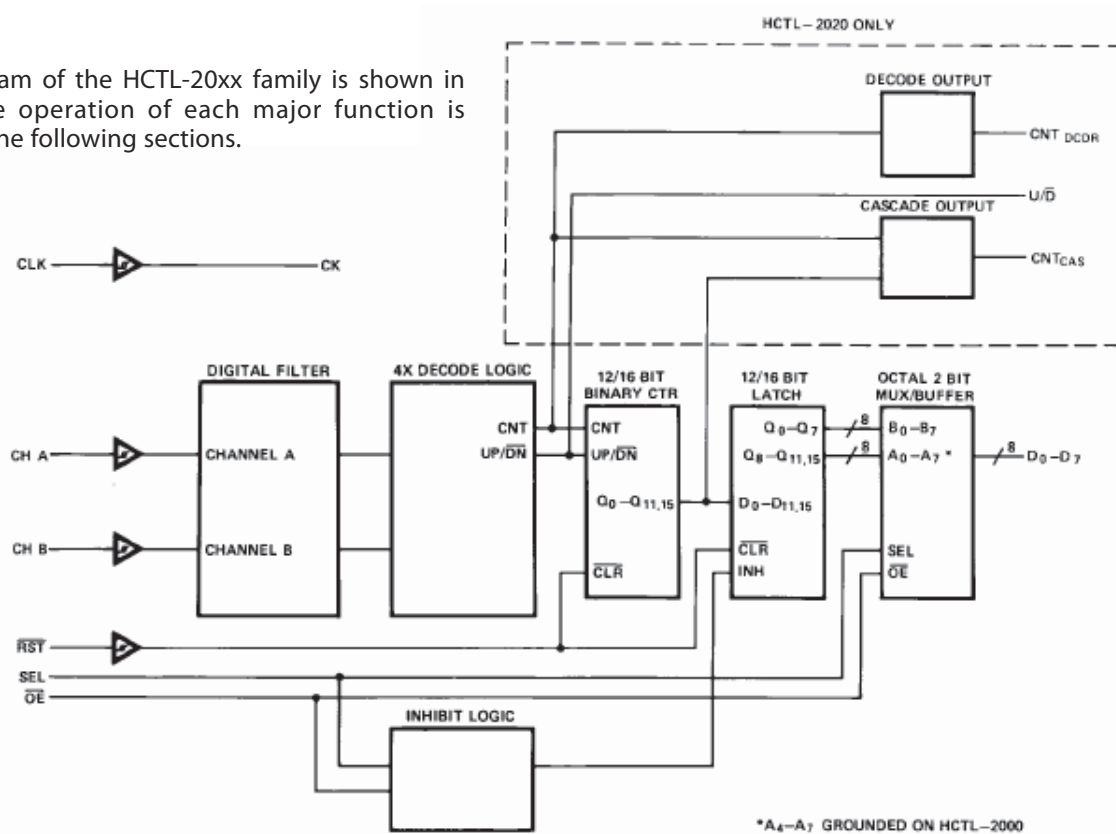 HCTL–2020 ONLY
am of the HCTL-20xx family is shown in
e operation of each major function is
he following sections.
DECODE OUTPUT
CNT DCDR
U/D̅
CASCADE OUTPUT
CNTCAS
CLK
CK
DIGITAL FILTER
4X DECODE LOGIC
12/16 BIT
BINARY CTR
12/16 BIT
LATCH
OCTAL 2 BIT
MUX/BUFFER
CNT
CNT
Q0–Q7
8
B0–B7
CH A
CHANNEL A
UP/D̅N̅
UP/D̅N̅
Q8–Q11,15
8
A0–A7 *
8
D0–D7
Q0–Q11,15
D0–D11,15
CH B
CHANNEL B
C̅L̅R̅
SEL
C̅L̅R̅
INH
O̅E̅
R̅S̅T̅
SEL
O̅E̅
INHIBIT LOGIC
*A4–A7 GROUNDED ON HCTL–2000